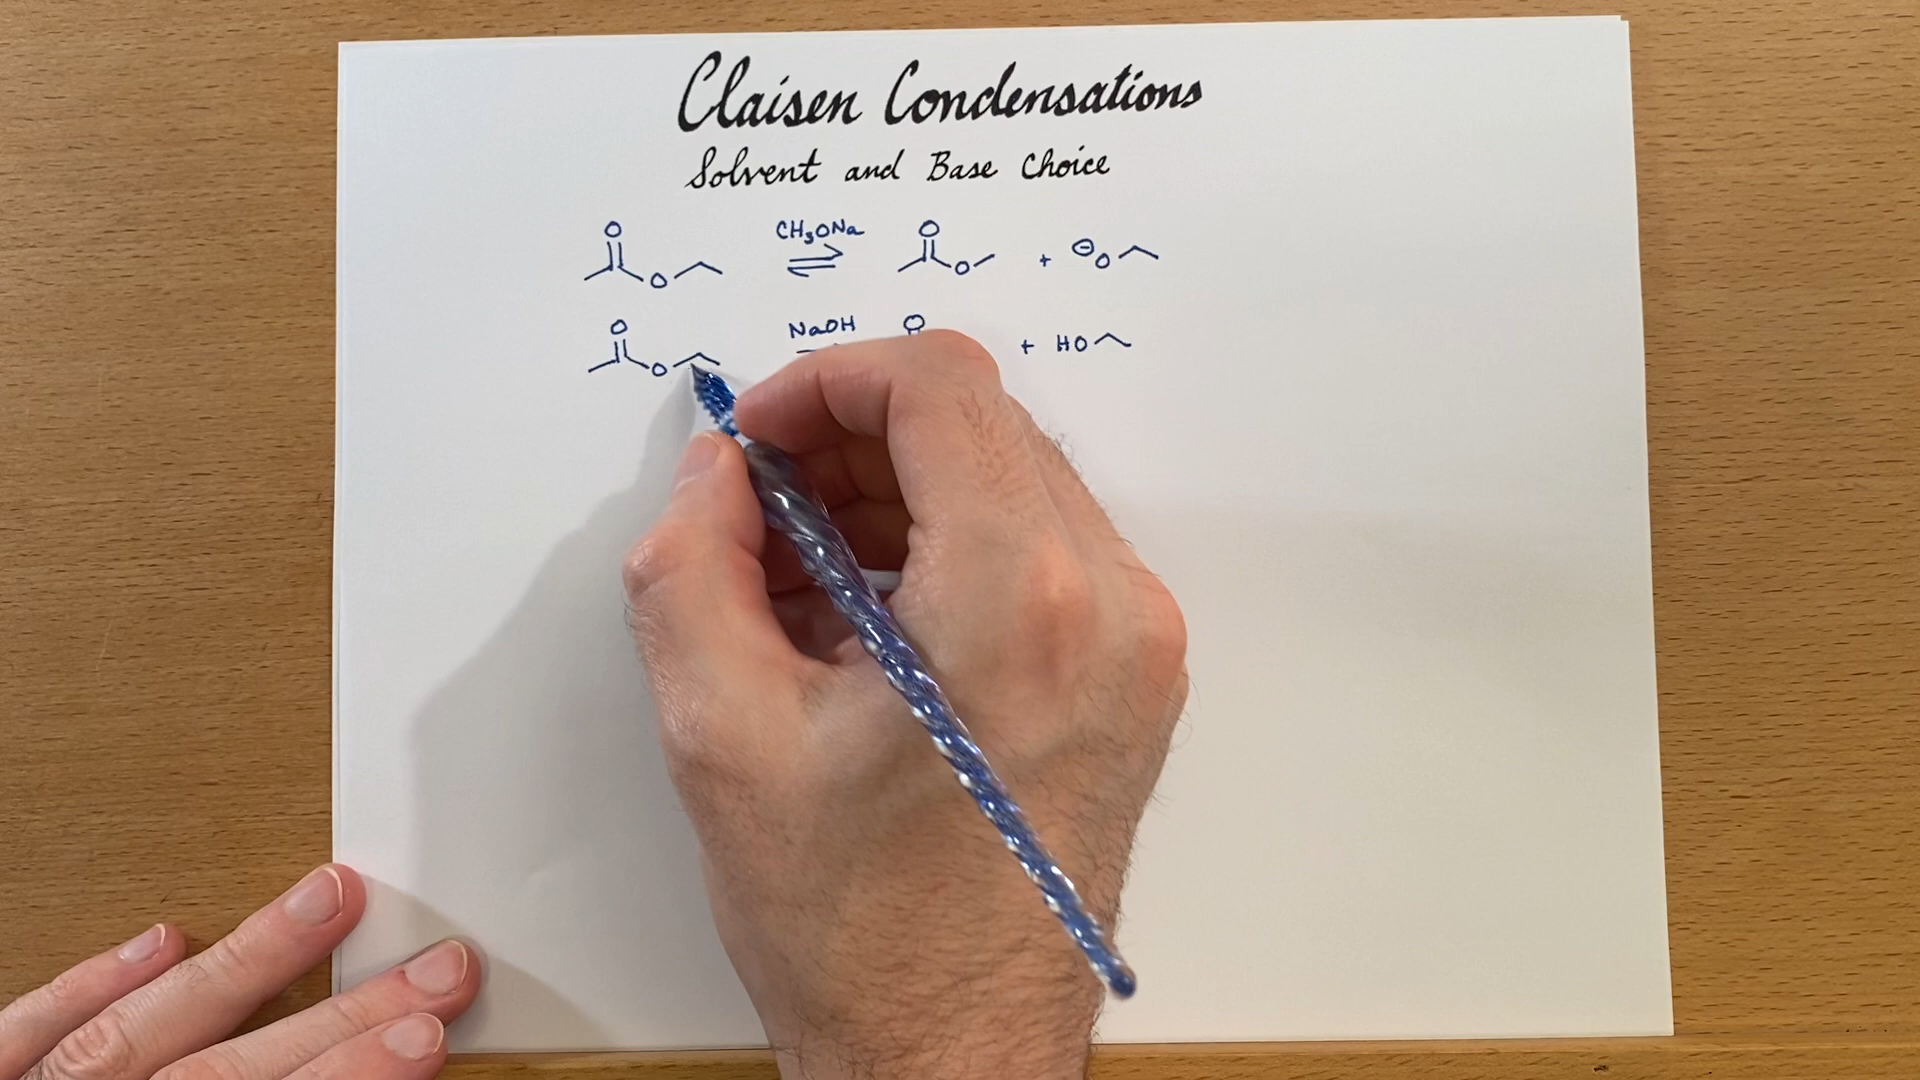 Claisen Condensations
Solvent and Base Choice
O O CH₃ONa O O + ⊖O
O O NaOH O + HO